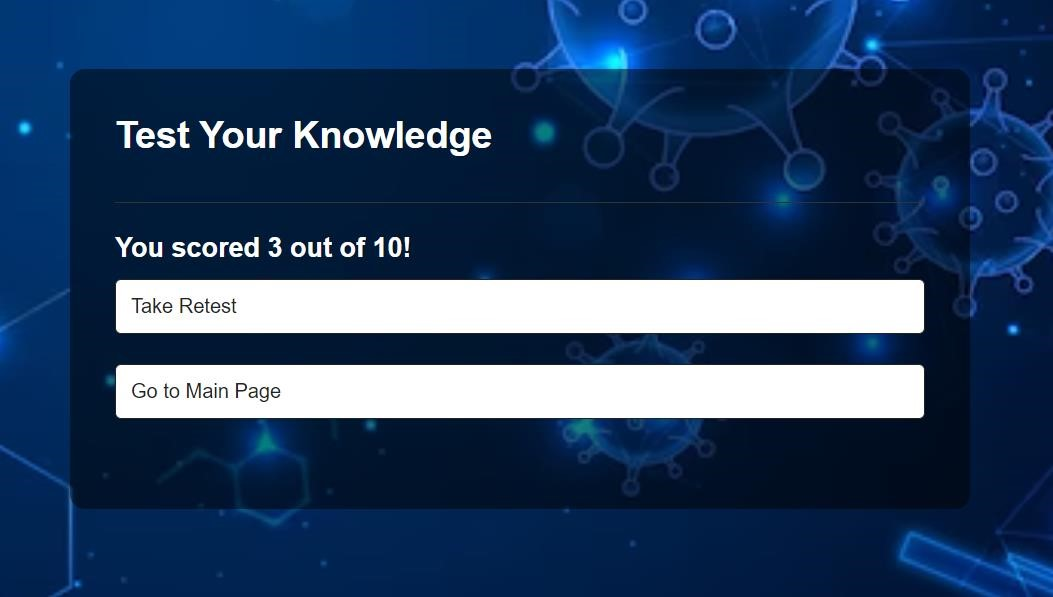 Test Your Knowledge
You scored 3 out of 10!
Take Retest
Go to Main Page